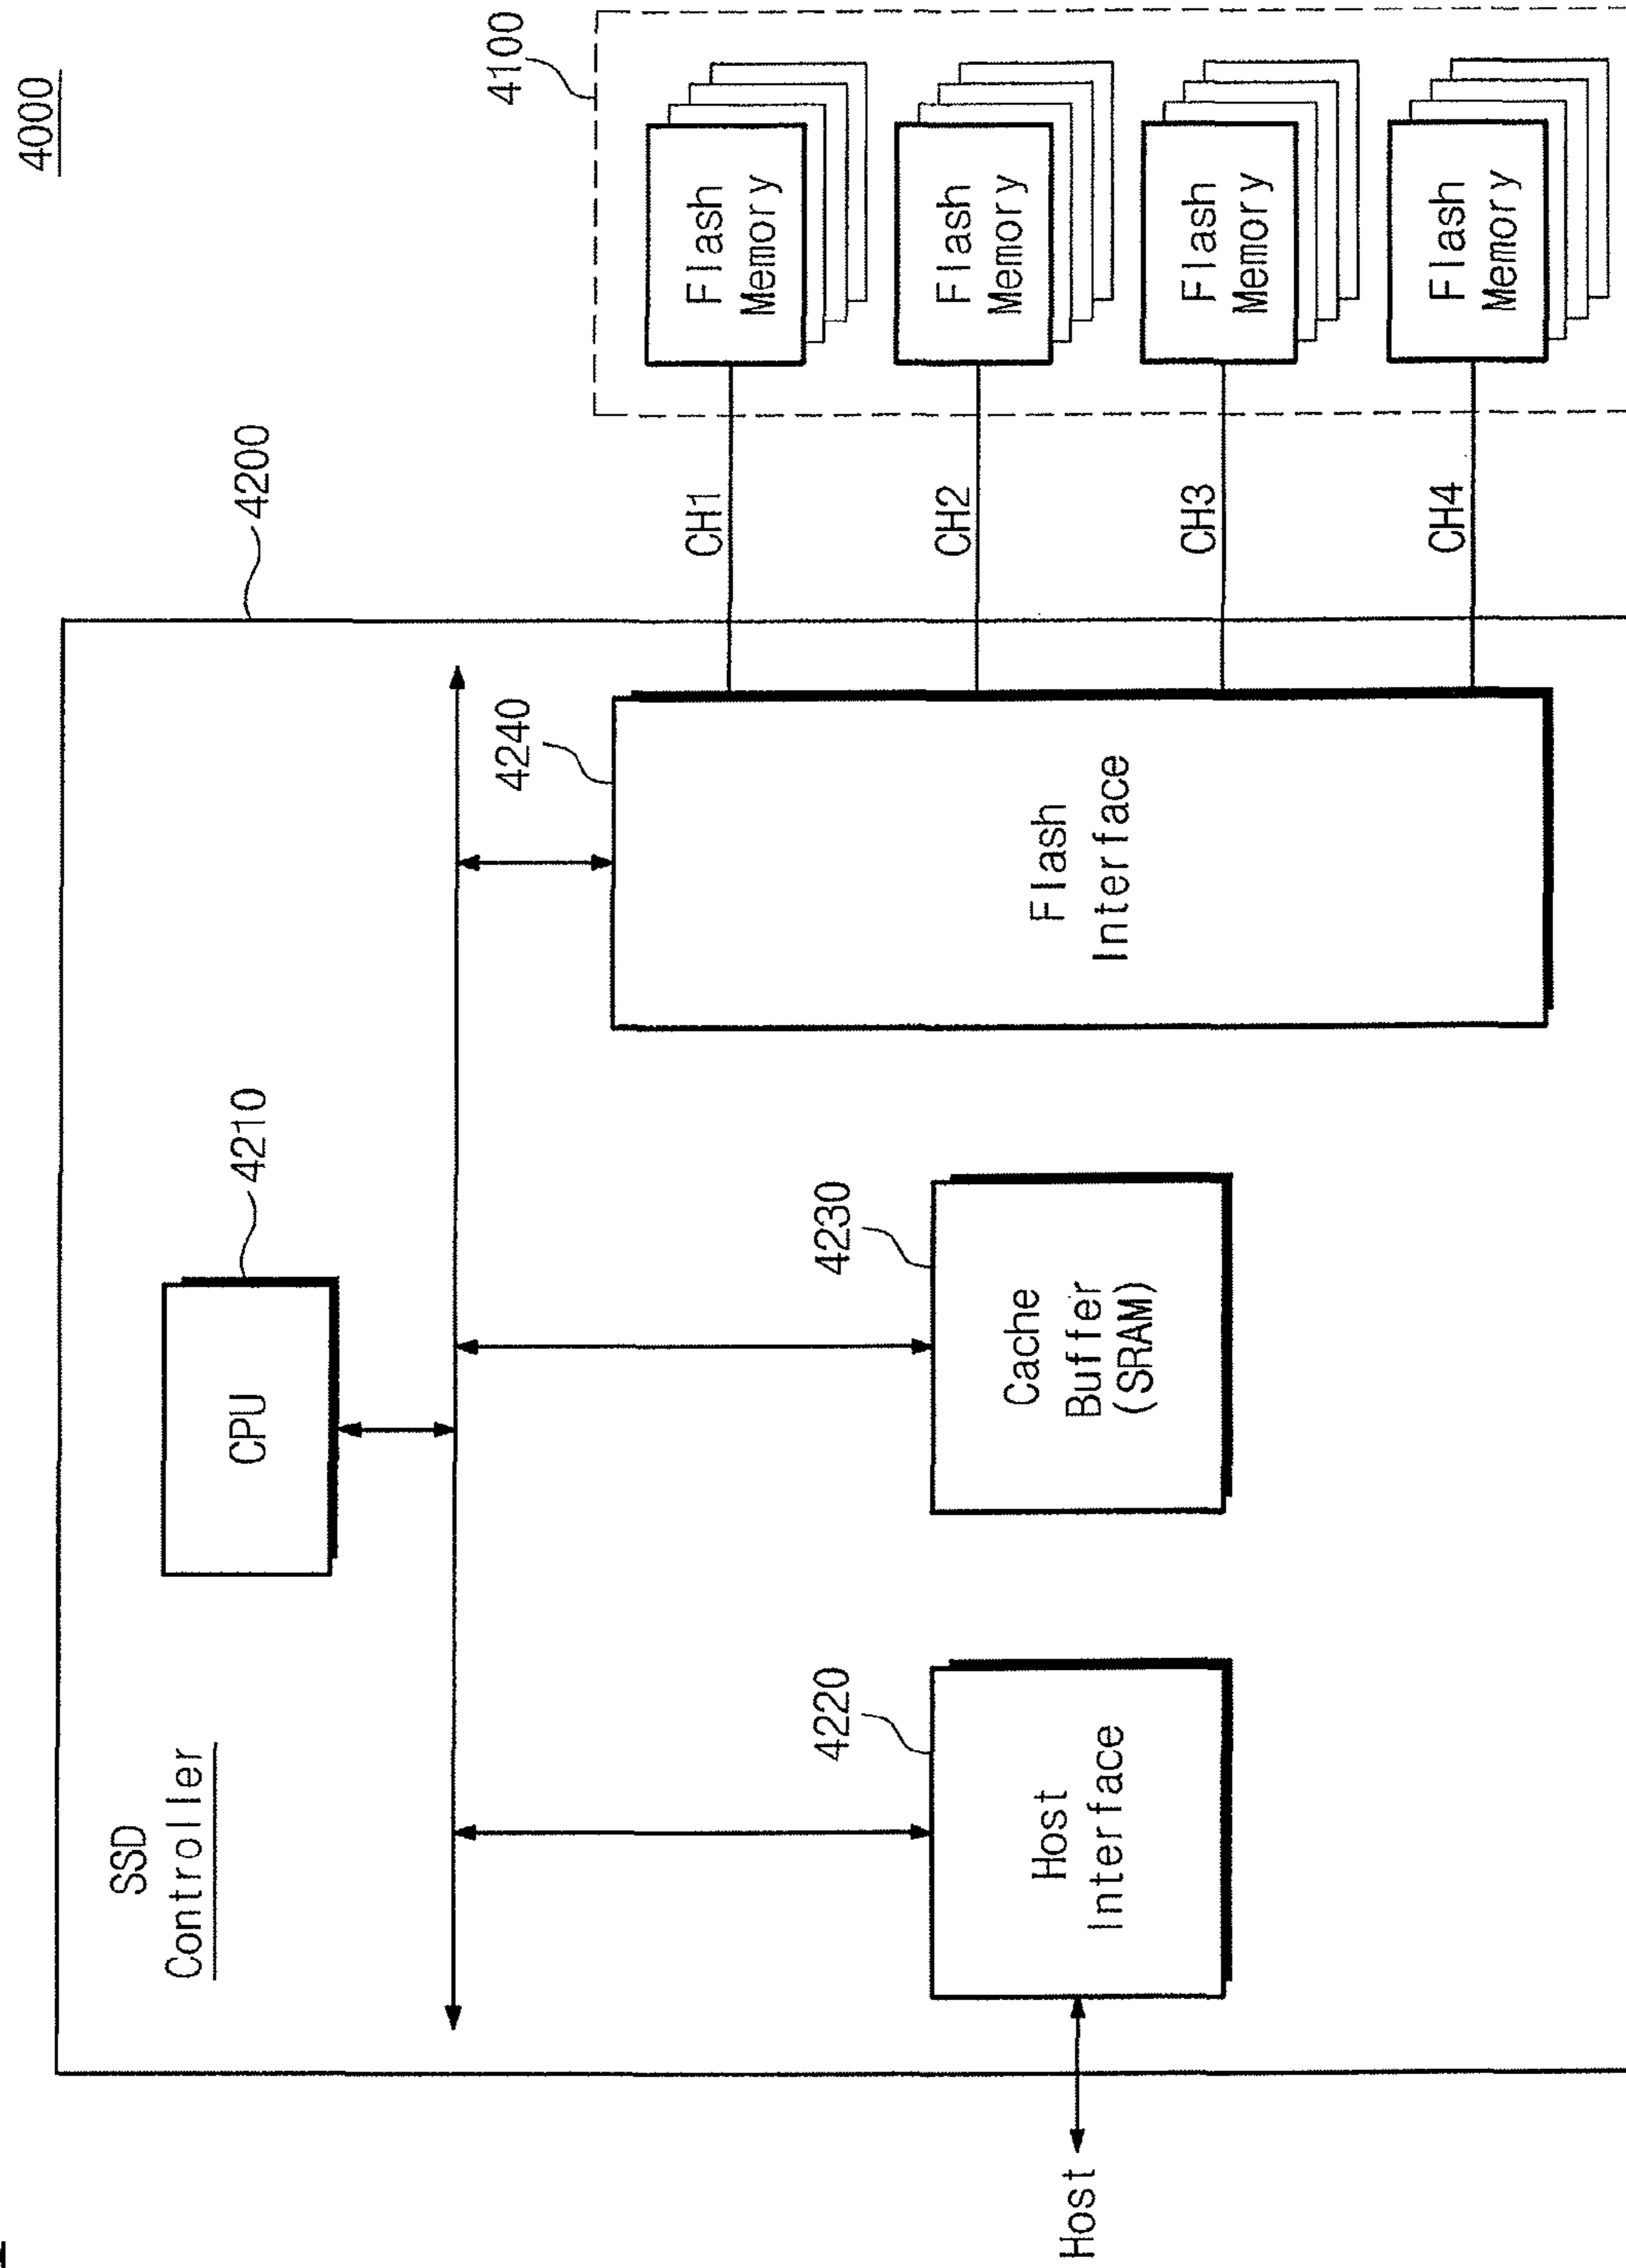 4000
SSD
Controller
4200
CPU
4210
4100
Host
Host
Interface
4220
Cache
Buffer
(SRAM)
4230
Flash
Interface
4240
CH1
CH2
CH3
CH4
Flash
Memory
Flash
Memory
Flash
Memory
Flash
Memory